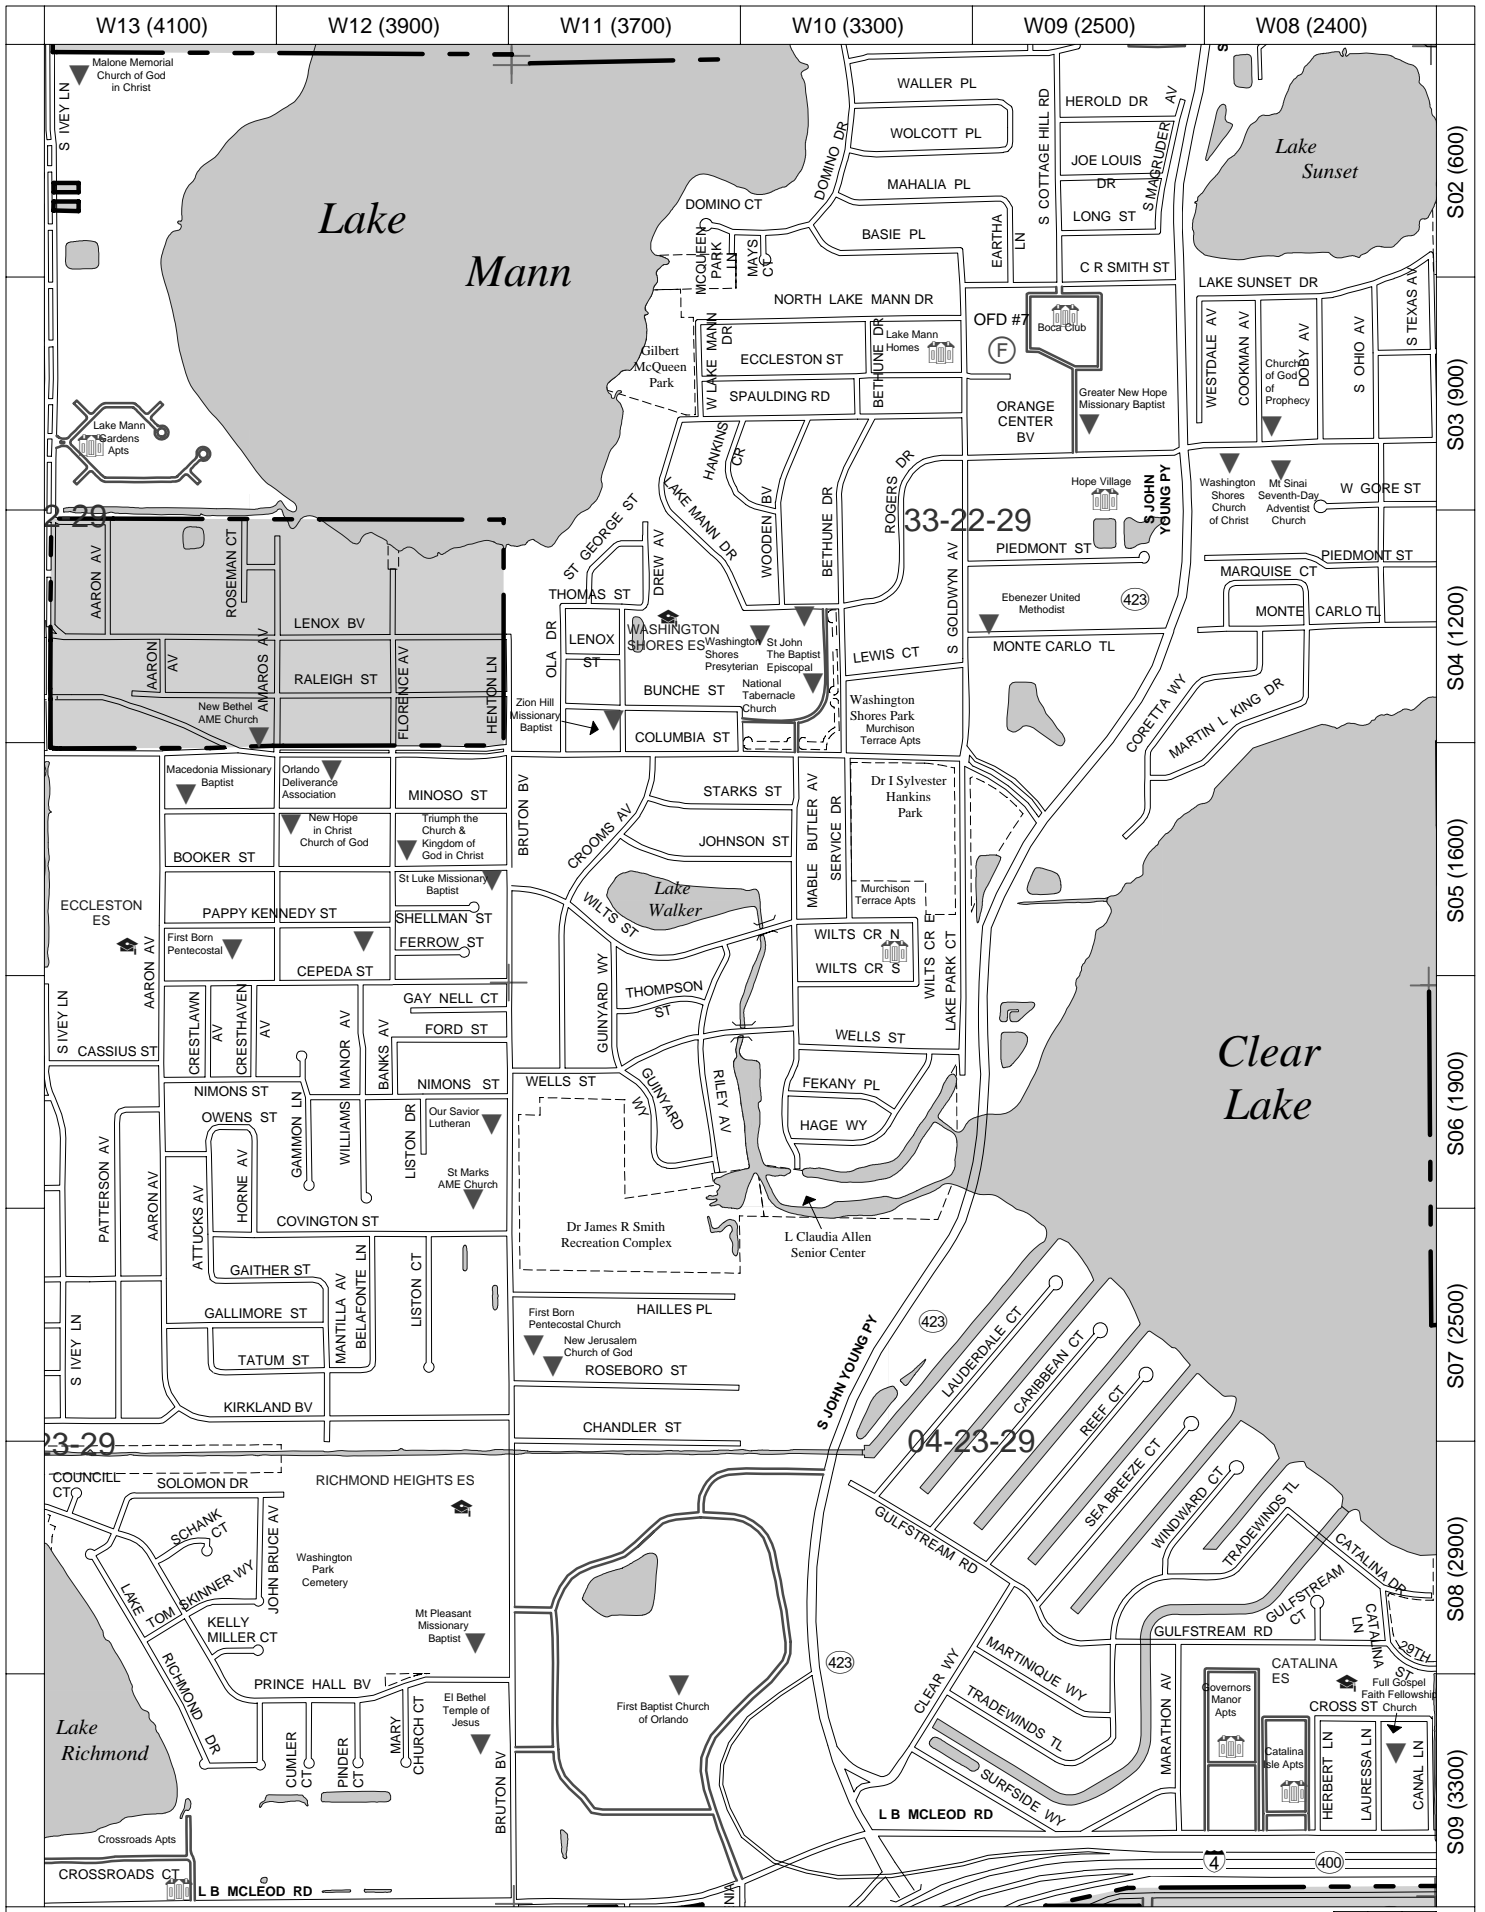 W13 (4100)
W12 (3900)
W11 (3700)
W10 (3300)
W09 (2500)
W08 (2400)
S02 (600)
S03 (900)
S04 (1200)
S05 (1600)
S06 (1900)
S07 (2500)
S08 (2900)
S09 (3300)
Malone Memorial
Church of God
in Christ
S IVEY LN
Lake
Mann
WALLER PL
WOLCOTT PL
DOMINO DR
MAHALIA PL
DOMINO CT
BASIE PL
MCQUEEN
PARK
LN
MAYS
CT
EARTHA
LN
S COTTAGE HILL RD
HEROLD DR
AV
S MAGRUDER
JOE LOUIS
DR
LONG ST
C R SMITH ST
Lake
Sunset
NORTH LAKE MANN DR
LAKE SUNSET DR
Gilbert
McQueen
Park
W LAKE MANN
DR
ECCLESTON ST
BETHUNE DR
Lake Mann
Homes
OFD #7
F
Boca Club
SPAULDING RD
ORANGE
CENTER
BV
Greater New Hope
Missionary Baptist
WESTDALE AV
COOKMAN AV
Church
of God
of
Prophecy
DOBY AV
S OHIO AV
S TEXAS AV
Lake Mann
Gardens
Apts
HANKINS
CR
LAKE MANN DR
WOODEN BV
BETHUNE DR
ROGERS DR
33-22-29
Hope Village
S JOHN
YOUNG PY
Washington
Shores
Church
of Christ
Mt Sinai
Seventh-Day
Adventist
Church
W GORE ST
2-29
AARON AV
ROSEMAN CT
ST GEORGE ST
DREW AV
THOMAS ST
PIEDMONT ST
PIEDMONT ST
MARQUISE CT
MONTE CARLO TL
Ebenezer United
Methodist
423
S GOLDWYN AV
MONTE CARLO TL
LENOX BV
AARON
AV
AMAROS AV
RALEIGH ST
FLORENCE AV
HENTON LN
New Bethel
AME Church
OLA DR
LENOX
ST
WASHINGTON
SHORES ES
Washington
Shores
Presyterian
St John
The Baptist
Episcopal
BUNCHE ST
National
Tabernacle
Church
LEWIS CT
Zion Hill
Missionary
Baptist
COLUMBIA ST
Washington
Shores Park
Murchison
Terrace Apts
CORETTA WY
MARTIN L KING DR
Macedonia Missionary
Baptist
Orlando
Deliverance
Association
MINOSO ST
BRUTON BV
CROOMS AV
STARKS ST
MABLE BUTLER AV
SERVICE DR
Dr I Sylvester
Hankins
Park
New Hope
in Christ
Church of God
Triumph the
Church &
Kingdom of
God in Christ
BOOKER ST
JOHNSON ST
St Luke Missionary
Baptist
Lake
Walker
Murchison
Terrace Apts
ECCLESTON
ES
PAPPY KENNEDY ST
SHELLMAN ST
WILTS ST
First Born
Pentecostal
FERROW ST
WILTS CR N
WILTS CR S
WILTS CR E
LAKE PARK CT
AARON AV
CEPEDA ST
S IVEY LN
CRESTLAWN
AV
CRESTHAVEN
AV
MANOR AV
BANKS AV
GAY NELL CT
FORD ST
GUINYARD WY
THOMPSON
ST
WELLS ST
Clear
Lake
CASSIUS ST
NIMONS ST
NIMONS ST
WELLS ST
GUINYARD
WY
RILEY AV
FEKANY PL
OWENS ST
GAMMON LN
WILLIAMS
LISTON DR
Our Savior
Lutheran
HAGE WY
PATTERSON AV
AARON AV
ATTUCKS AV
HORNE AV
St Marks
AME Church
COVINGTON ST
Dr James R Smith
Recreation Complex
L Claudia Allen
Senior Center
GAITHER ST
MANTILLA AV
BELAFONTE LN
LISTON CT
GALLIMORE ST
HAILLES PL
S IVEY LN
TATUM ST
First Born
Pentecostal Church
New Jerusalem
Church of God
ROSEBORO ST
423
S JOHN YOUNG PY
LAUDERDALE CT
CARIBBEAN CT
REEF CT
KIRKLAND BV
CHANDLER ST
23-29
04-23-29
SEA BREEZE CT
WINDWARD CT
TRADEWINDS TL
COUNCILL
CT
SOLOMON DR
RICHMOND HEIGHTS ES
SCHANK
CT
JOHN BRUCE AV
GULFSTREAM RD
CATALINA DR
Washington
Park
Cemetery
LAKE
TOM SKINNER WY
KELLY
MILLER CT
Mt Pleasant
Missionary
Baptist
GULFSTREAM
CT
GULFSTREAM RD
CATALINA
LN
29TH
ST
RICHMOND
DR
PRINCE HALL BV
423
CLEAR WY
MARTINIQUE WY
MARATHON AV
CATALINA
ES
Governors
Manor
Apts
Full Gospel
Faith Fellowship
Church
CROSS ST
Lake
Richmond
CUMLER
CT
PINDER
CT
MARY
CHURCH CT
El Bethel
Temple of
Jesus
First Baptist Church
of Orlando
TRADEWINDS TL
SURFSIDE WY
Catalina
Isle Apts
HERBERT LN
LAURESSA LN
CANAL LN
BRUTON BV
L B MCLEOD RD
Crossroads Apts
CROSSROADS CT
L B MCLEOD RD
NIA
4
400